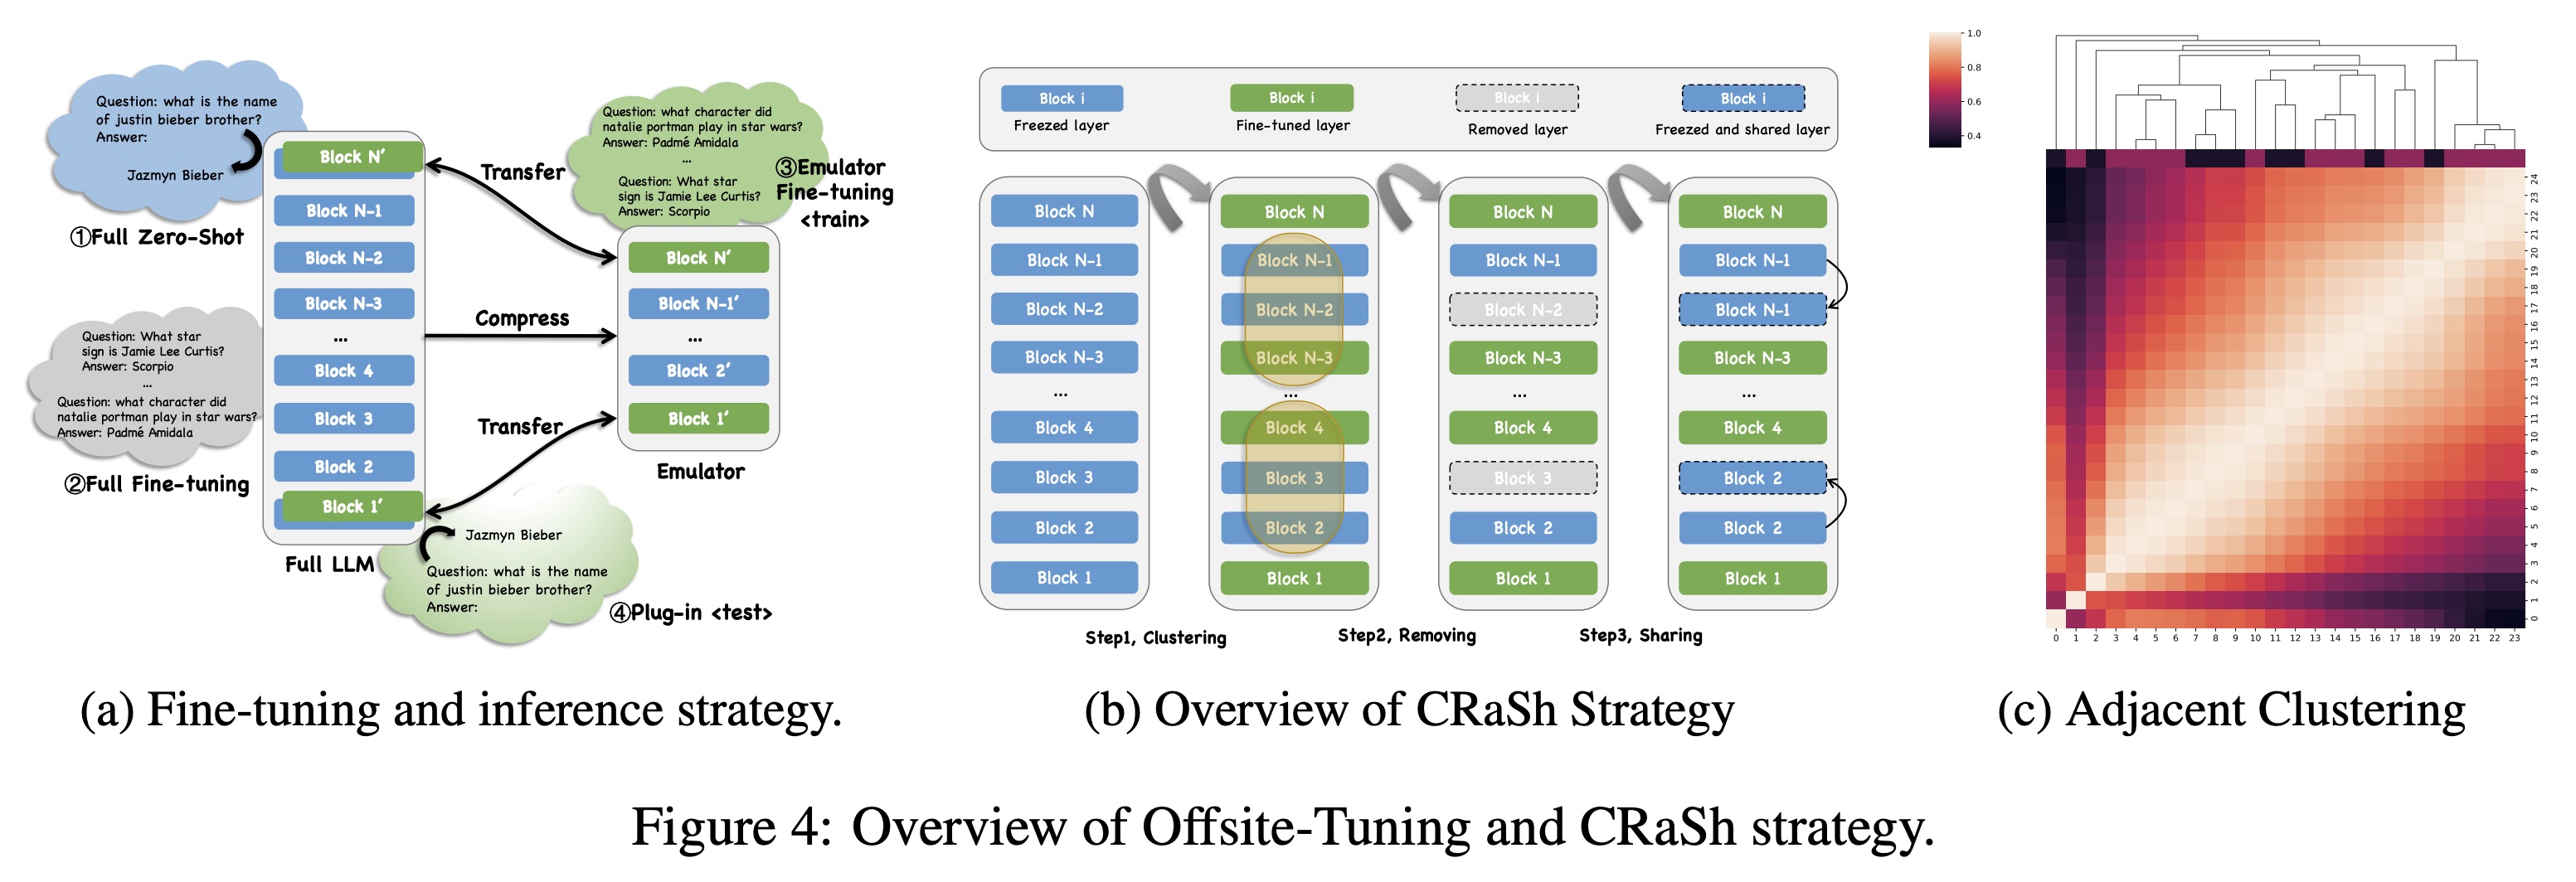 Question: what is the name
of justin bieber brother?
Answer:
Jazmyn Bieber
①Full Zero-Shot
Question: What star
sign is Jamie Lee Curtis?
Answer: Scorpio
...
Question: what character did
natalie portman play in star wars?
Answer: Padmé Amidala
②Full Fine-tuning
Block N'
Block N-1
Block N-2
Block N-3
...
Block 4
Block 3
Block 2
Block 1'
Full LLM
Transfer
Compress
Transfer
Question: what character did
natalie portman play in star wars?
Answer: Padmé Amidala
...
Question: What star
sign is Jamie Lee Curtis?
Answer: Scorpio
③Emulator
Fine-tuning
<train>
Block N'
Block N-1'
...
Block 2'
Block 1'
Emulator
Jazmyn Bieber
Question: what is the name
of justin bieber brother?
Answer:
④Plug-in <test>
(a) Fine-tuning and inference strategy.
Block i
Freezed layer
Block i
Fine-tuned layer
Block i
Removed layer
Block i
Freezed and shared layer
Block N
Block N-1
Block N-2
Block N-3
...
Block 4
Block 3
Block 2
Block 1
Block N
Block N-1
Block N-2
Block N-3
...
Block 4
Block 3
Block 2
Block 1
Block N
Block N-1
Block N-2
Block N-3
...
Block 4
Block 3
Block 2
Block 1
Block N
Block N-1
Block N-1
Block N-3
...
Block 4
Block 2
Block 2
Block 1
Step1, Clustering
Step2, Removing
Step3, Sharing
(b) Overview of CRaSh Strategy
1.0
0.8
0.6
0.4
24
23
22
21
20
19
18
17
16
15
14
13
12
11
10
9
8
7
6
5
4
3
2
1
0
0 1 2 3 4 5 6 7 8 9 10 11 12 13 14 15 16 17 18 19 20 21 22 23
(c) Adjacent Clustering
Figure 4: Overview of Offsite-Tuning and CRaSh strategy.